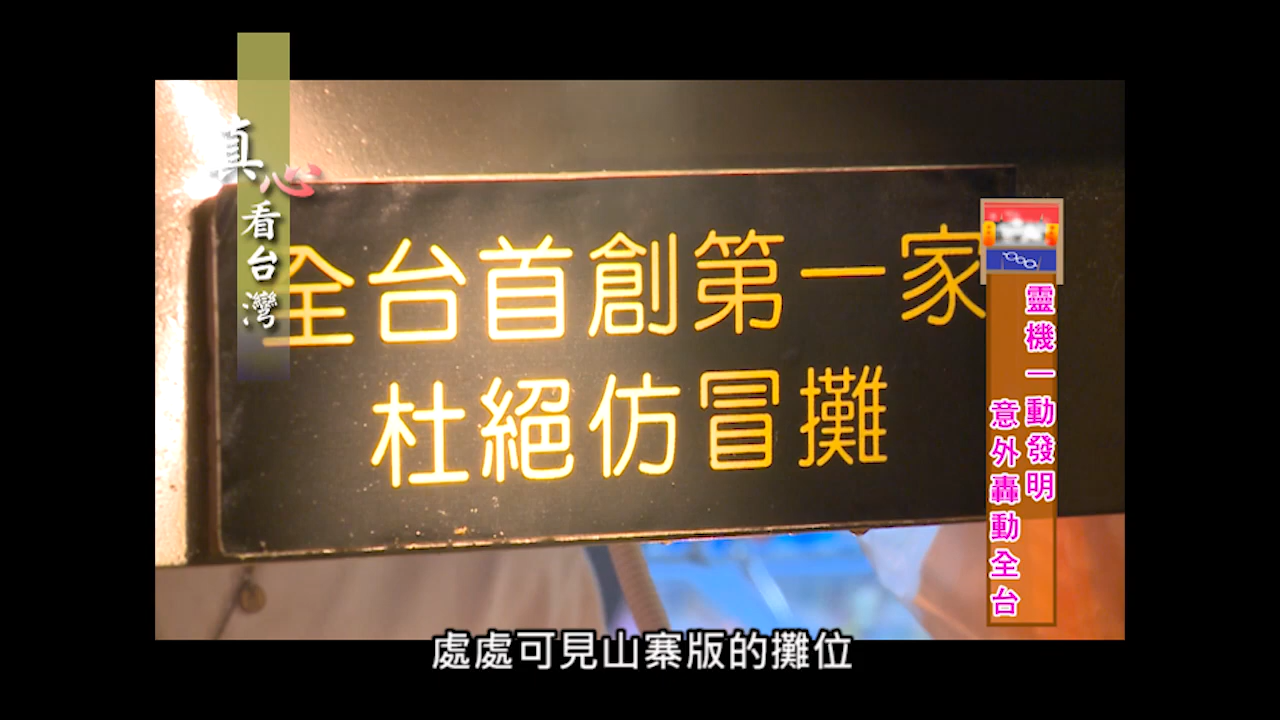 真心看台灣
全台首創第一家
杜絕仿冒攤
靈機一動發明
意外轟動全台
處處可見山寨版的攤位